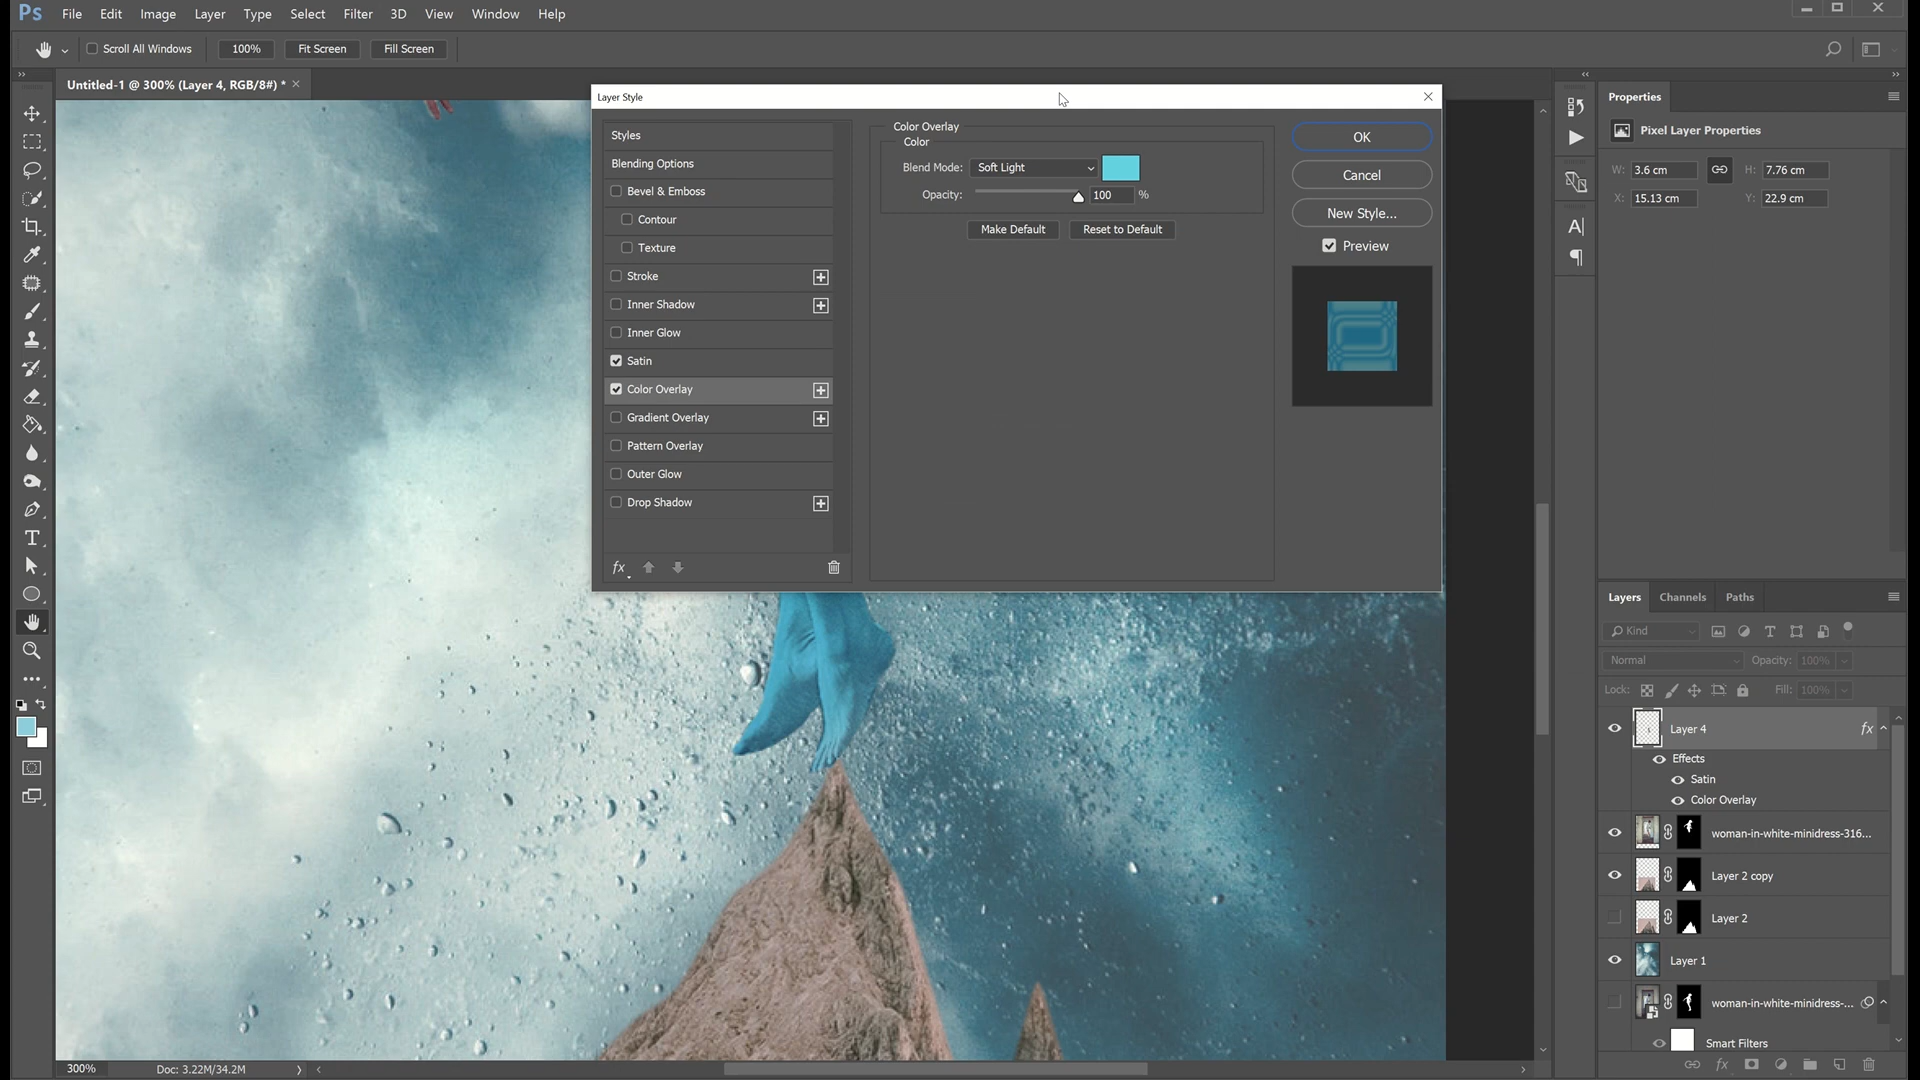 Ps File Edit Image Layer Type Select Filter 3D View Window Help
Scroll All Windows 100% Fit Screen Fill Screen
Untitled-1 @ 300% (Layer 4, RGB/8#) *
Layer Style
Styles
Blending Options
Bevel & Emboss
Contour
Texture
Stroke
Inner Shadow
Inner Glow
Satin
Color Overlay
Gradient Overlay
Pattern Overlay
Outer Glow
Drop Shadow
fx
Color Overlay
Color
Blend Mode: Soft Light
Opacity: 100 %
Make Default Reset to Default
OK
Cancel
New Style...
Preview
Properties
Pixel Layer Properties
W: 3.6 cm H: 7.76 cm
X: 15.13 cm Y: 22.9 cm
Layers Channels Paths
Kind
Normal Opacity: 100%
Lock: Fill: 100%
Layer 4 fx
Effects
Satin
Color Overlay
woman-in-white-minidress-316...
Layer 2 copy
Layer 2
Layer 1
woman-in-white-minidress-...
Smart Filters
fx
300% Doc: 3.22M/34.2M